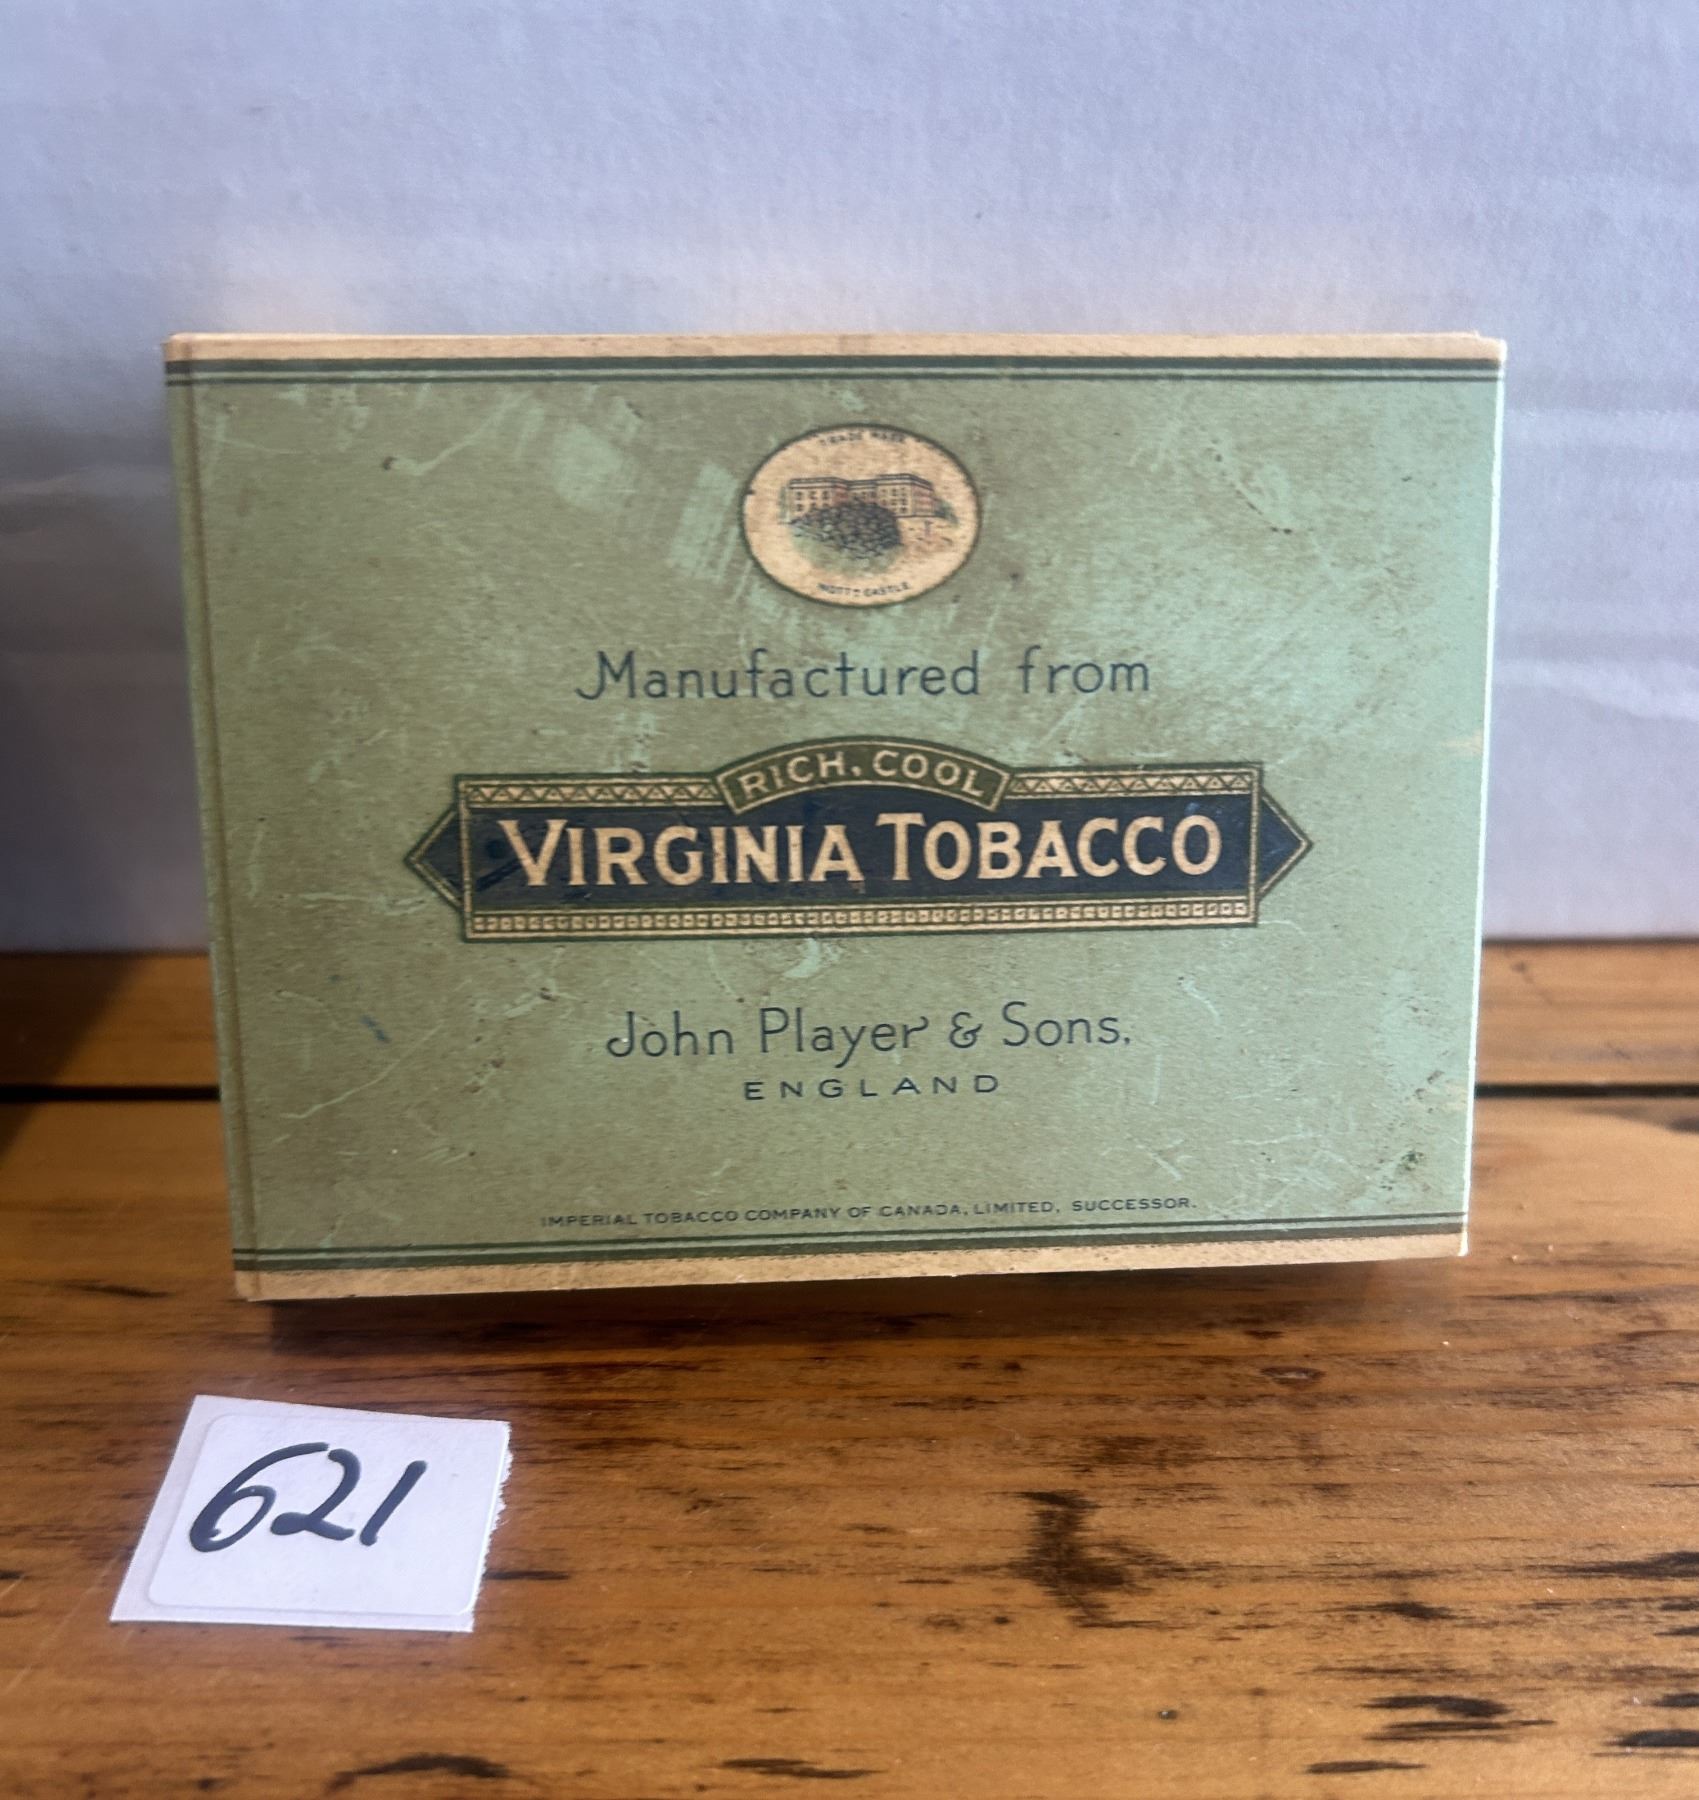 TRADE MARK
NOTTM CASTLE
Manufactured from
RICH, COOL
VIRGINIA TOBACCO
John Player & Sons,
ENGLAND
IMPERIAL TOBACCO COMPANY OF CANADA, LIMITED, SUCCESSOR.
621